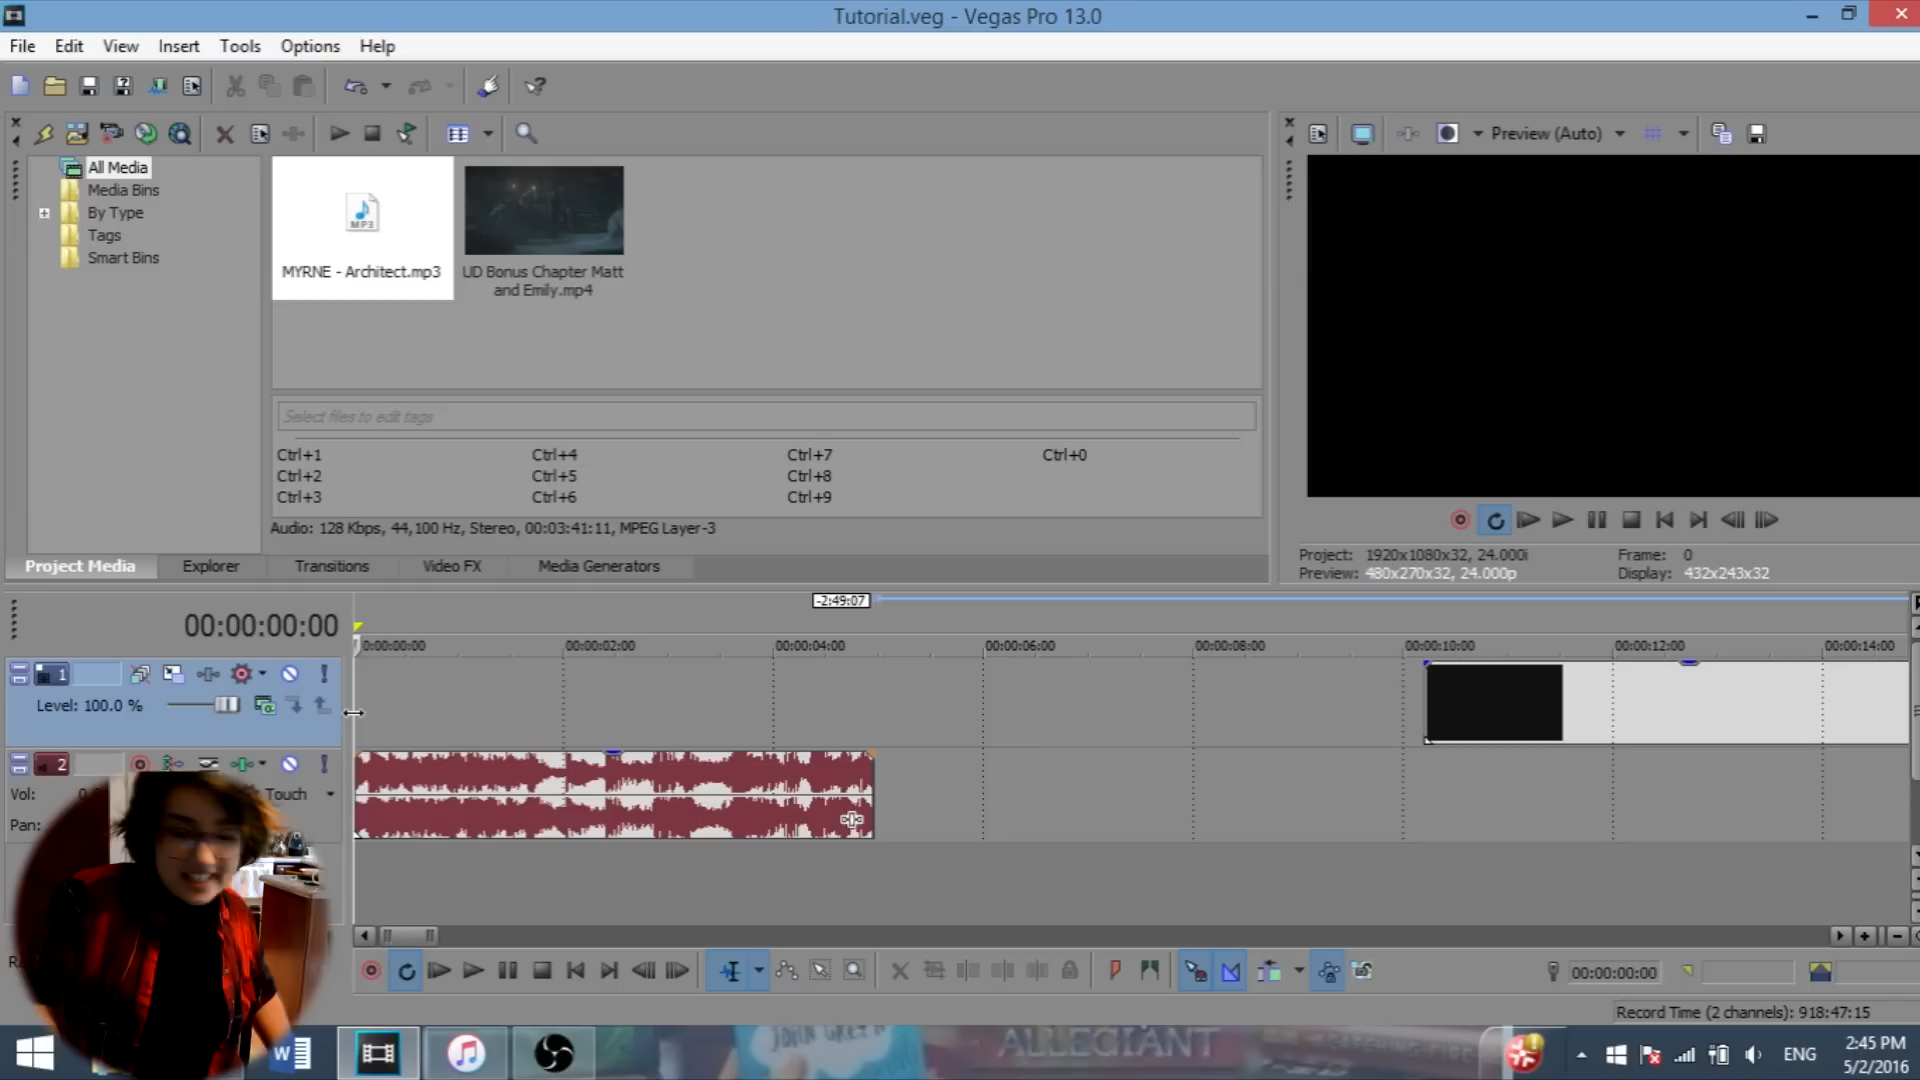 Tutorial.veg - Vegas Pro 13.0
File Edit View Insert Tools Options Help
Preview (Auto)
All Media
Media Bins
By Type
Tags
Smart Bins
MP3
MYRNE - Architect.mp3
UD Bonus Chapter Matt
and Emily.mp4
Select files to edit tags
Ctrl+1 Ctrl+4 Ctrl+7 Ctrl+0
Ctrl+2 Ctrl+5 Ctrl+8
Ctrl+3 Ctrl+6 Ctrl+9
Audio: 128 Kbps, 44,100 Hz, Stereo, 00:03:41:11, MPEG Layer-3
Project Media Explorer Transitions Video FX Media Generators
Project: 1920x1080x32, 24.000i Frame: 0
Preview: 480x270x32, 24.000p Display: 432x243x32
-2:49:07
00:00:00:00
0:00:00:00 00:00:02:00 00:00:04:00 00:00:06:00 00:00:08:00 00:00:10:00 00:00:12:00 00:00:14:00
1
Level: 100.0 %
2
Vol: Touch
Pan:
00:00:00:00
Record Time (2 channels): 918:47:15
JOHN GREEN
ALLEGIANT
ENG
2:45 PM
5/2/2016